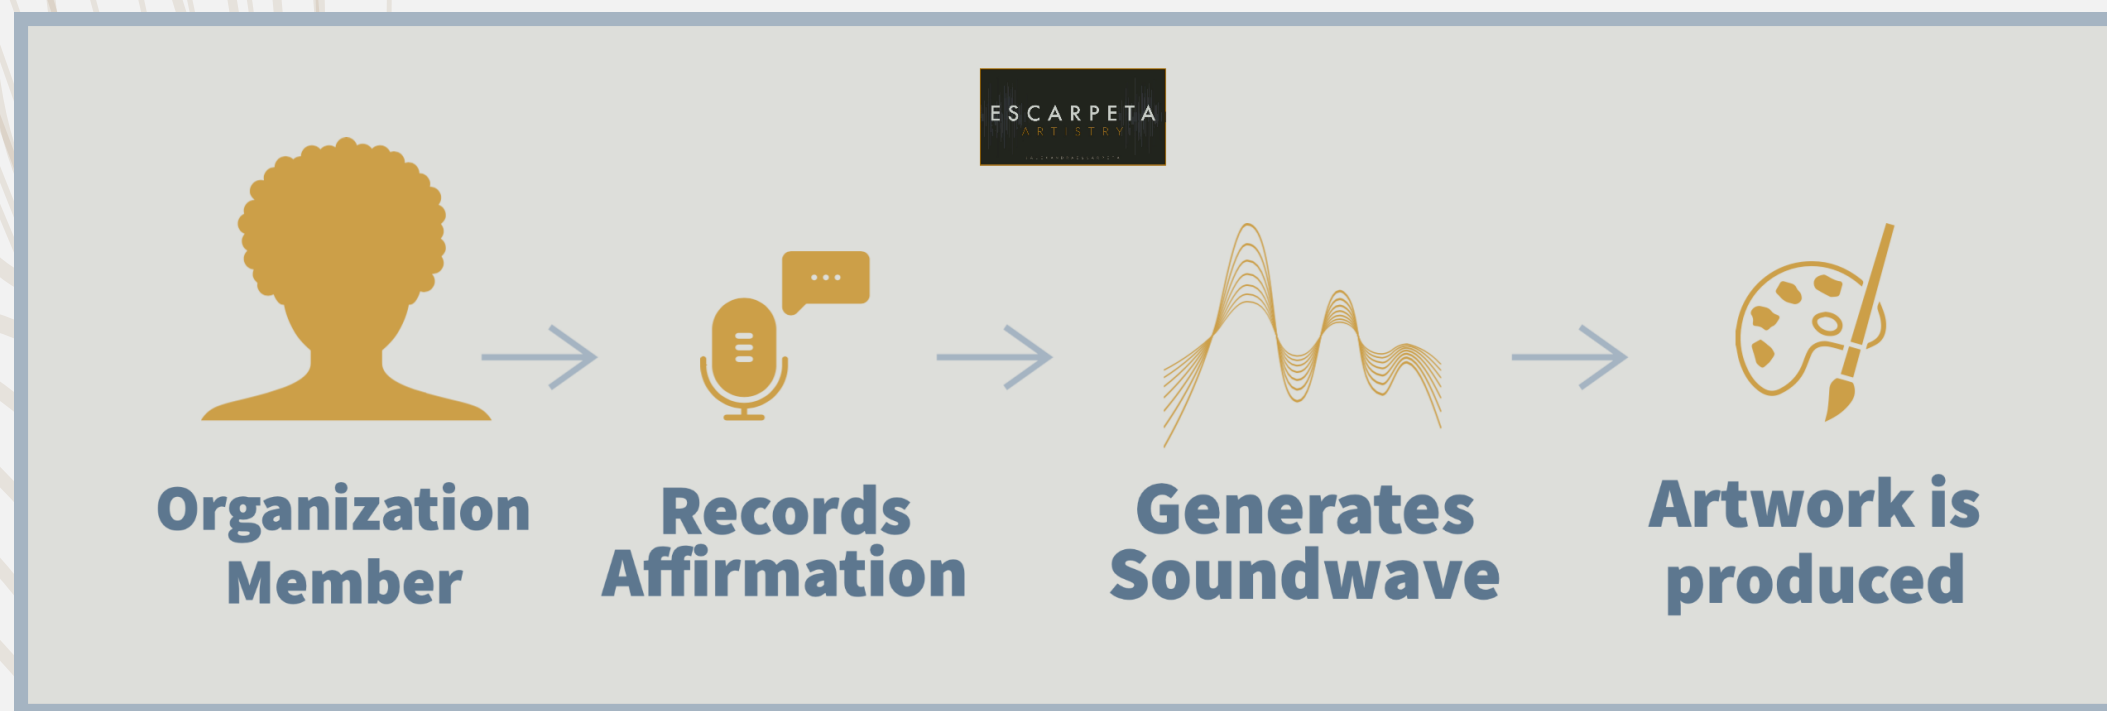 ESCARPETA
ARTISTRY
Organization
Member
Records
Affirmation
Generates
Soundwave
Artwork is
produced